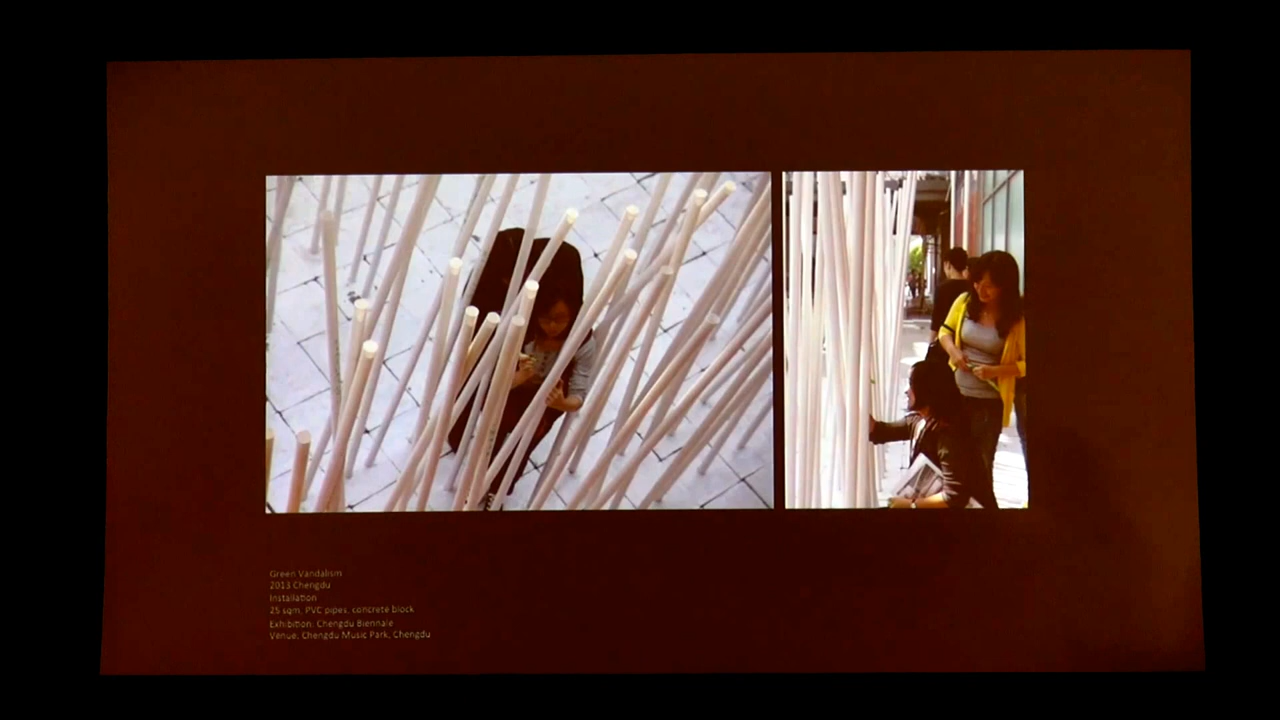 Green Vandalism
2013 Chengdu
Installation
25 sqm, PVC pipes, concrete block
Exhibition: Chengdu Biennale
Venue: Chengdu Music Park, Chengdu